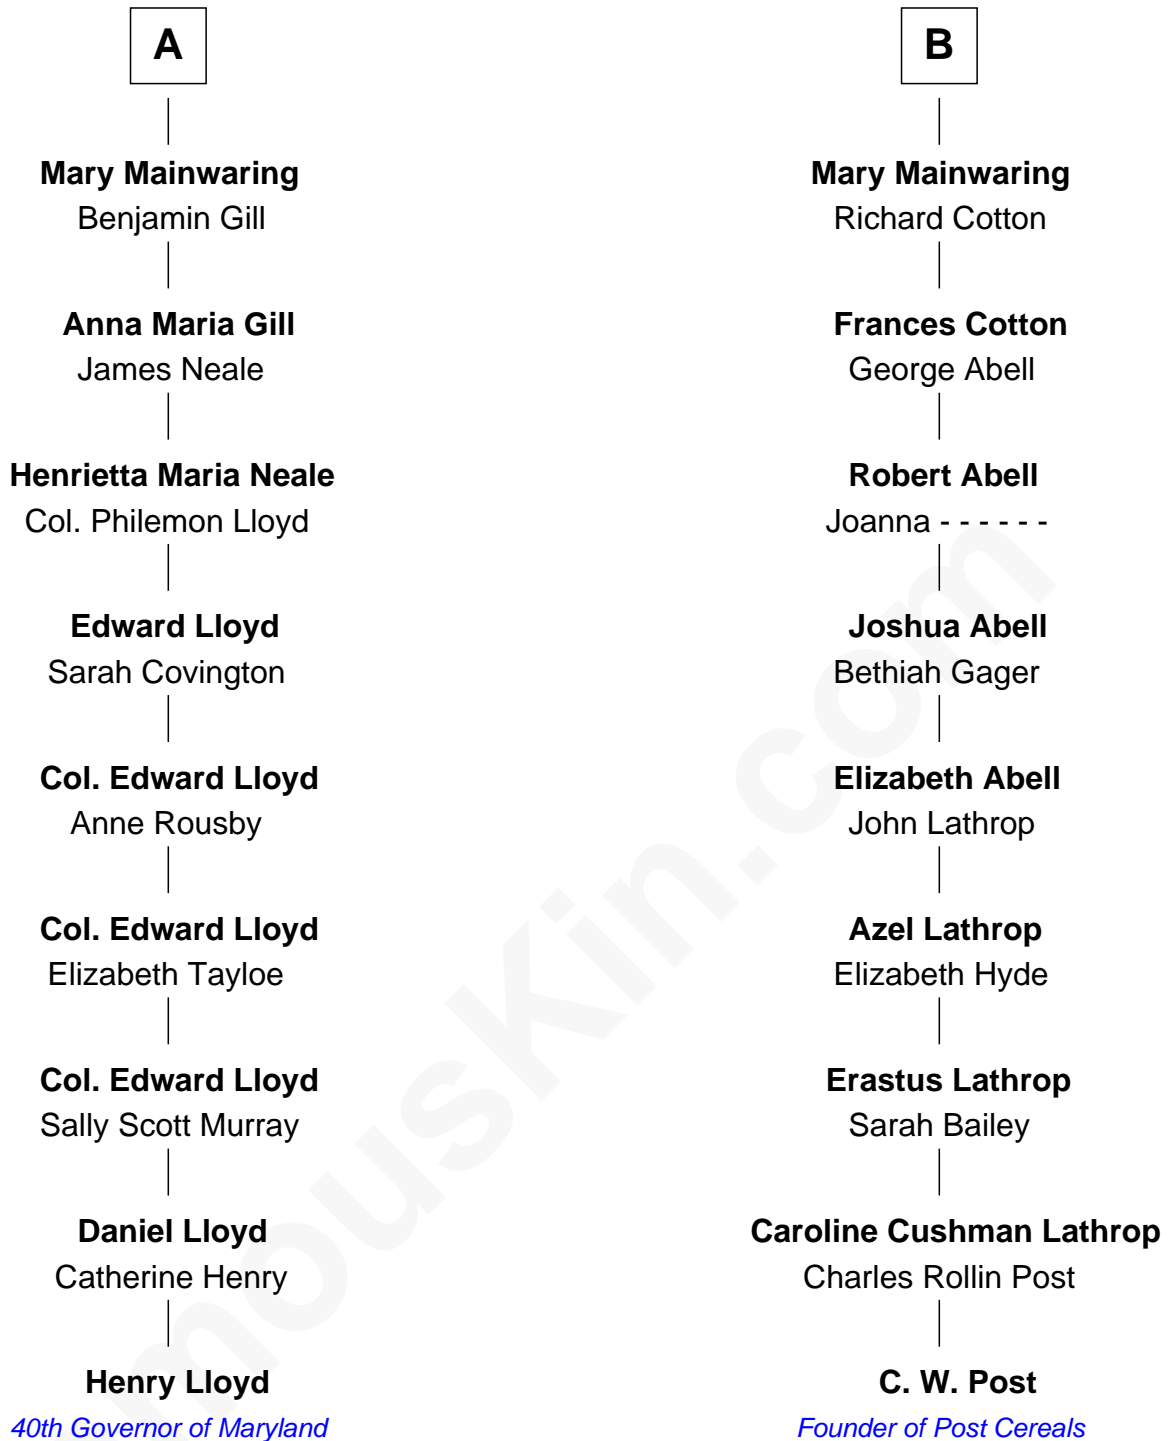 A
Mary Mainwaring
Benjamin Gill
Anna Maria Gill
James Neale
Henrietta Maria Neale
Col. Philemon Lloyd
Edward Lloyd
Sarah Covington
Col. Edward Lloyd
Anne Rousby
Col. Edward Lloyd
Elizabeth Tayloe
Col. Edward Lloyd
Sally Scott Murray
Daniel Lloyd
Catherine Henry
Henry Lloyd
40th Governor of Maryland
B
Mary Mainwaring
Richard Cotton
Frances Cotton
George Abell
Robert Abell
Joanna - - - - - -
Joshua Abell
Bethiah Gager
Elizabeth Abell
John Lathrop
Azel Lathrop
Elizabeth Hyde
Erastus Lathrop
Sarah Bailey
Caroline Cushman Lathrop
Charles Rollin Post
C. W. Post
Founder of Post Cereals
mousKin.com